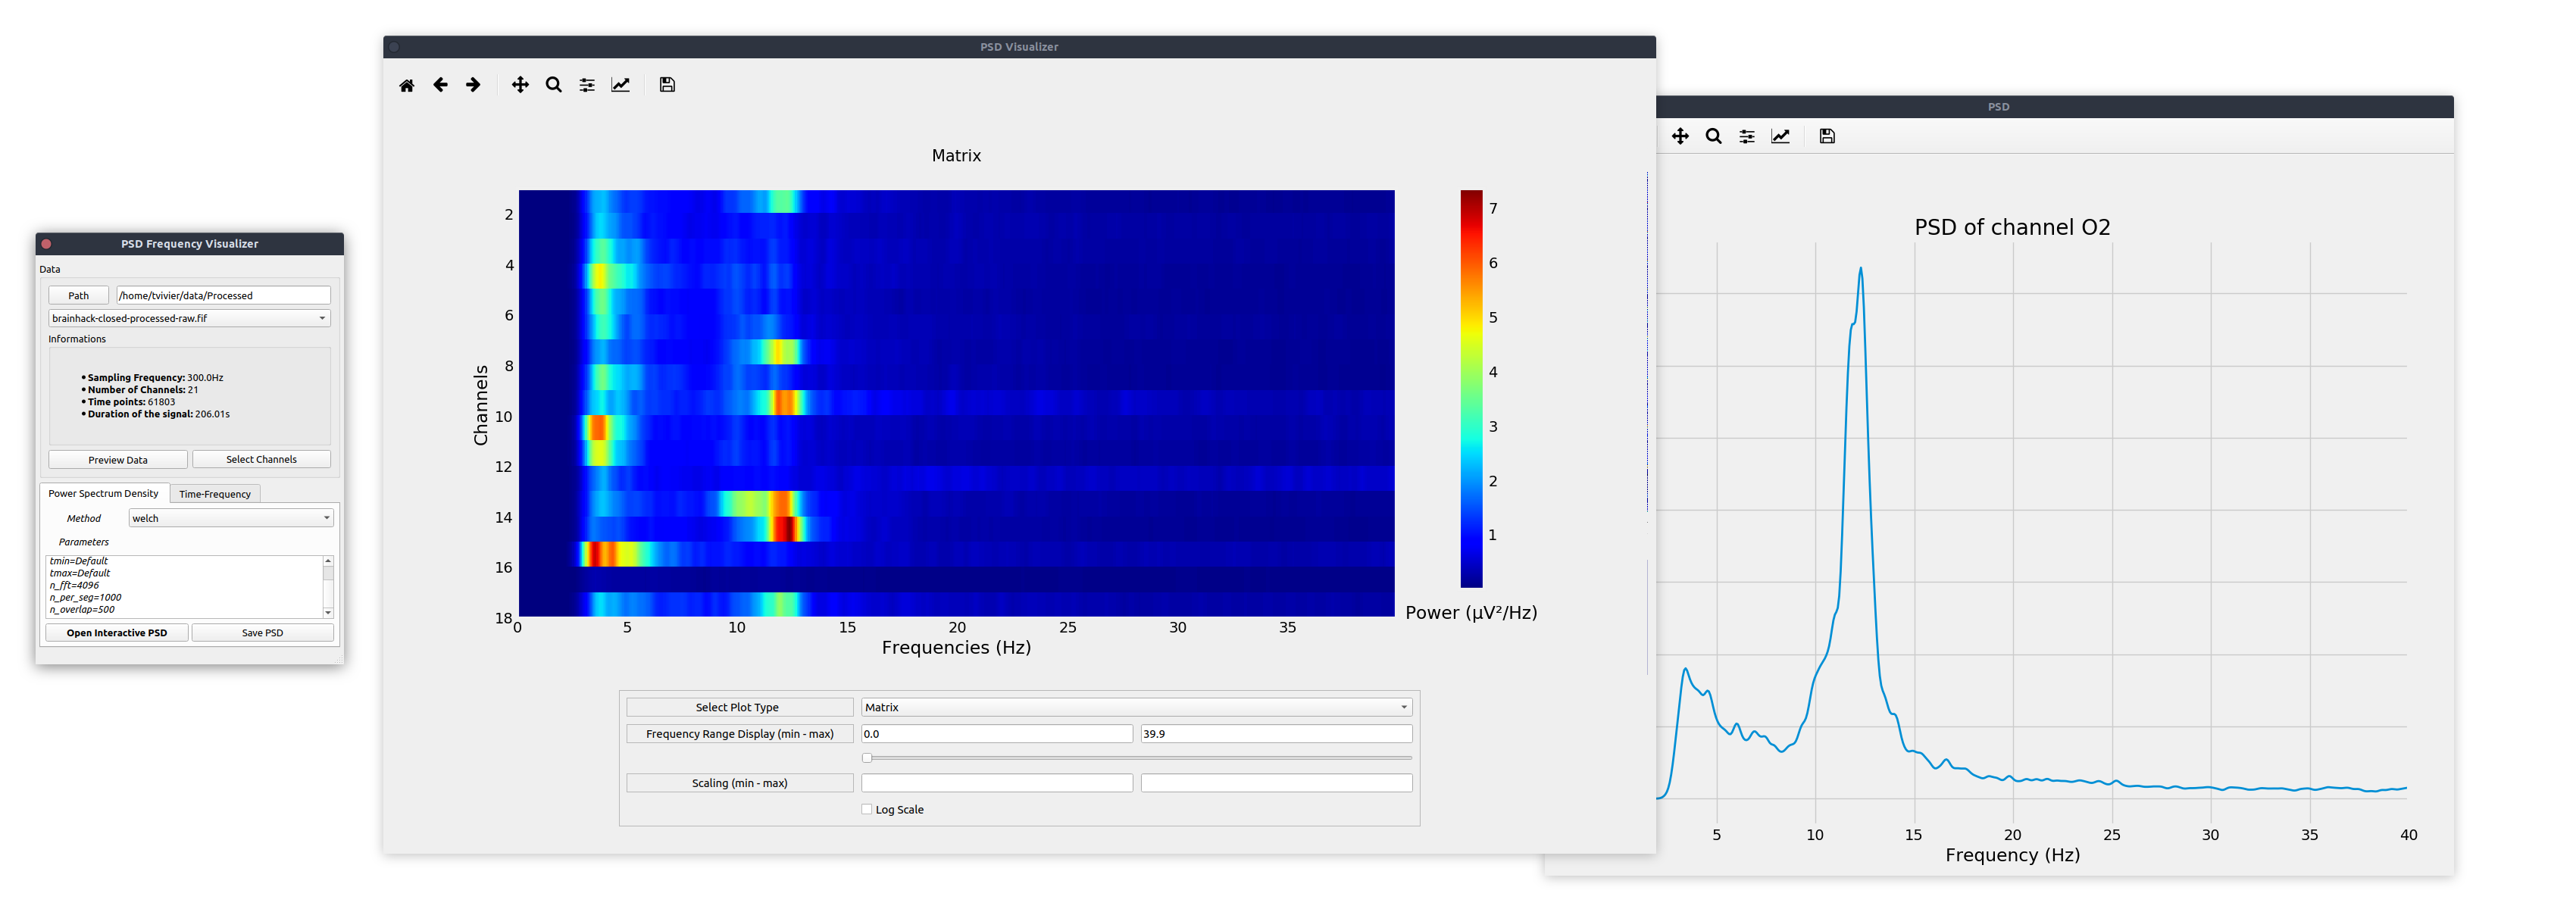 PSD Frequency Visualizer
Data
Path /home/tvivier/data/Processed
brainhack-closed-processed-raw.fif
Informations
• Sampling Frequency: 300.0Hz
• Number of Channels: 21
• Time points: 61803
• Duration of the signal: 206.01s
Preview Data Select Channels
Power Spectrum Density Time-Frequency
Method welch
Parameters
tmin=Default
tmax=Default
n_fft=4096
n_per_seg=1000
n_overlap=500
Open Interactive PSD Save PSD
PSD Visualizer
Matrix
Channels
2
4
6
8
10
12
14
16
18
0 5 10 15 20 25 30 35
Frequencies (Hz)
7
6
5
4
3
2
1
Power (µV²/Hz)
Select Plot Type Matrix
Frequency Range Display (min - max) 0.0 39.9
Scaling (min - max)
Log Scale
PSD
PSD of channel O2
5 10 15 20 25 30 35 40
Frequency (Hz)